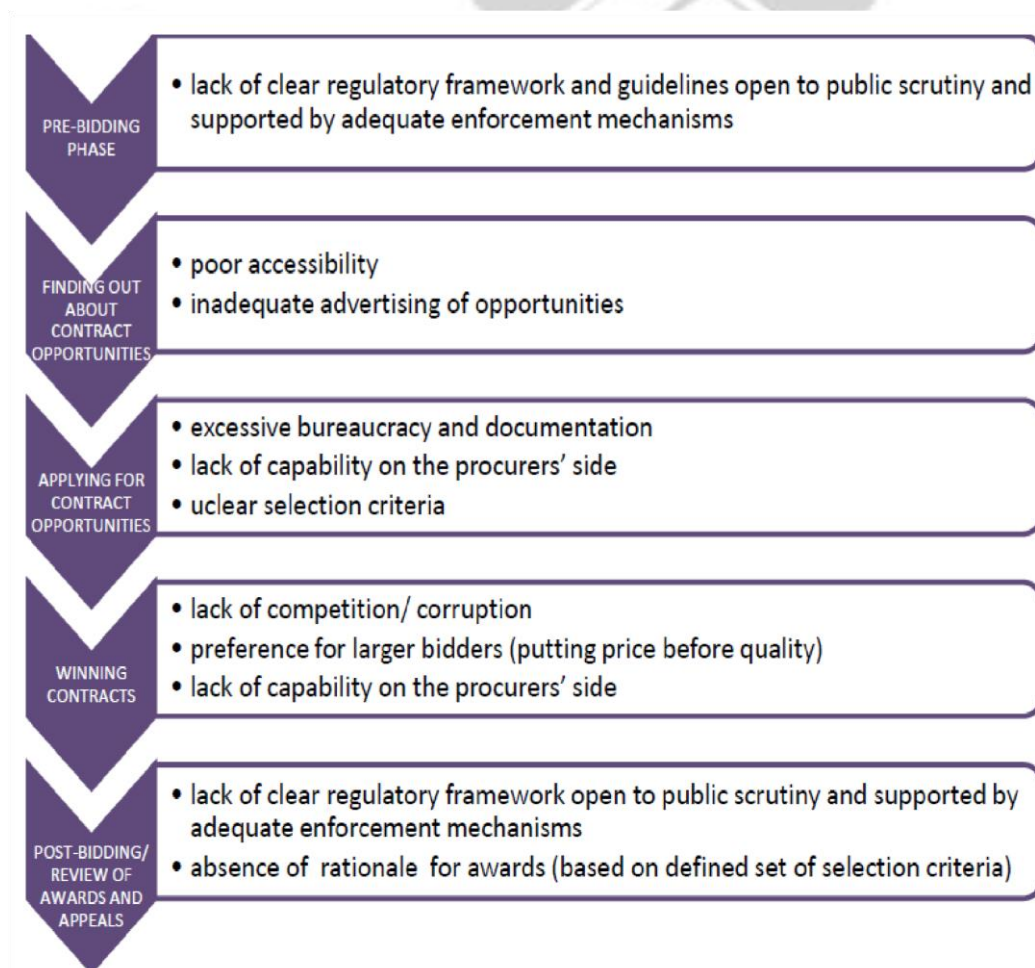 PRE-BIDDING
PHASE
• lack of clear regulatory framework and guidelines open to public scrutiny and
supported by adequate enforcement mechanisms
FINDING OUT
ABOUT
CONTRACT
OPPORTUNITIES
• poor accessibility
• inadequate advertising of opportunities
APPLYING FOR
CONTRACT
OPPORTUNITIES
• excessive bureaucracy and documentation
• lack of capability on the procurers’ side
• uclear selection criteria
WINNING
CONTRACTS
• lack of competition/ corruption
• preference for larger bidders (putting price before quality)
• lack of capability on the procurers’ side
POST-BIDDING/
REVIEW OF
AWARDS AND
APPEALS
• lack of clear regulatory framework open to public scrutiny and supported by
adequate enforcement mechanisms
• absence of rationale for awards (based on defined set of selection criteria)